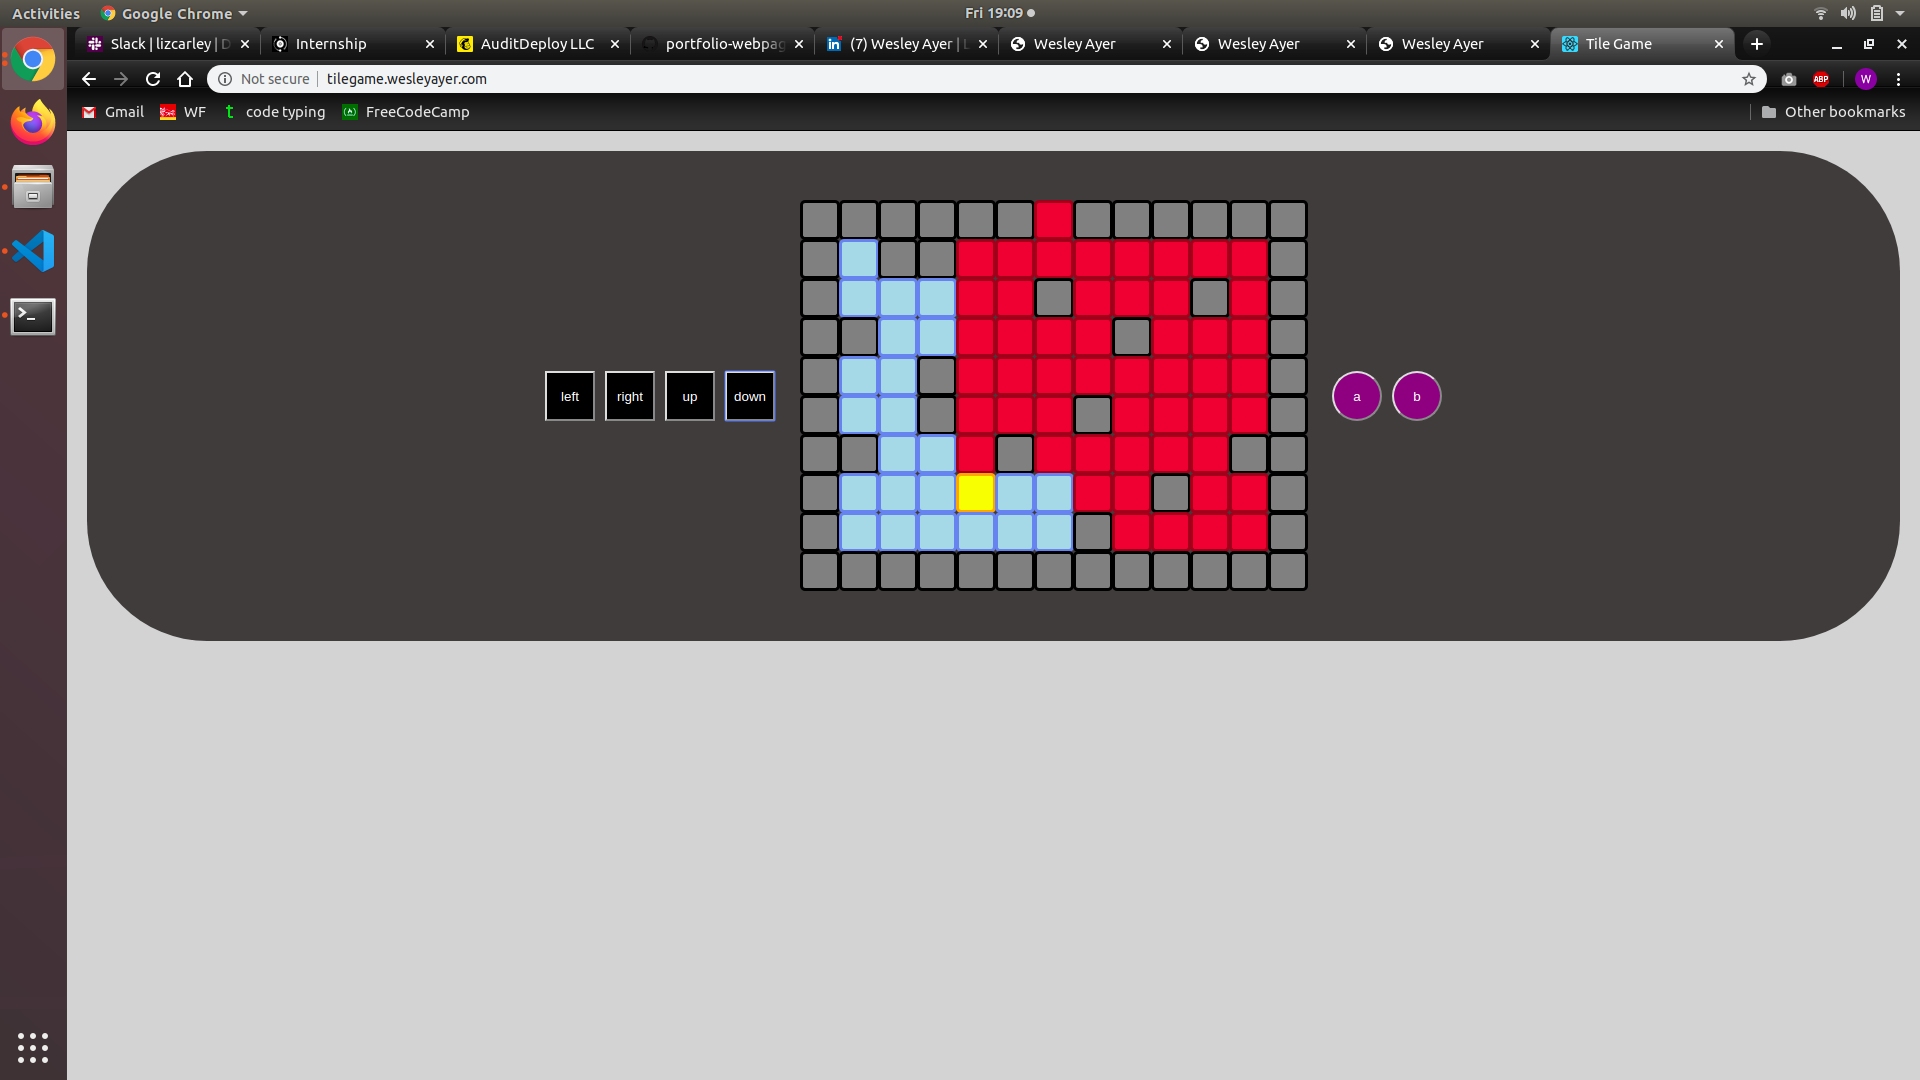 Activities Google Chrome Fri 19:09
Slack | lizcarley | D Internship AuditDeploy LLC portfolio-webpag (7) Wesley Ayer | L Wesley Ayer Wesley Ayer Wesley Ayer Tile Game
Not secure tilegame.wesleyayer.com ABP W
Gmail WF t code typing FreeCodeCamp Other bookmarks
left right up down a b